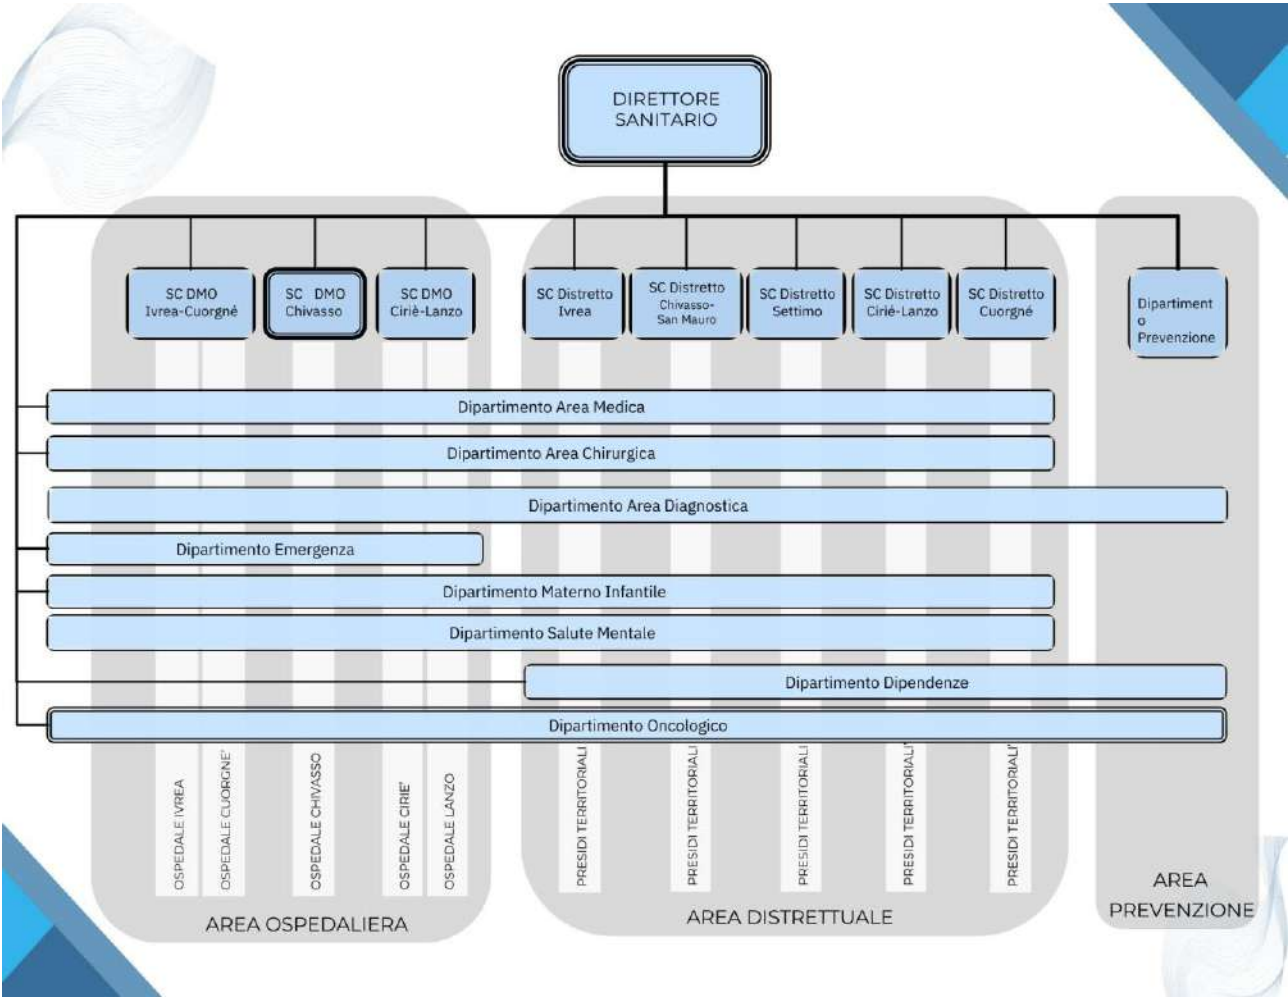 DIRETTORE
SANITARIO
SC DMO
Ivrea-Cuorgné
SC DMO
Chivasso
SC DMO
Ciriè-Lanzo
SC Distretto
Ivrea
SC Distretto
Chivasso-
San Mauro
SC Distretto
Settimo
SC Distretto
Cirié-Lanzo
SC Distretto
Cuorgné
Dipartiment
o
Prevenzione
Dipartimento Area Medica
Dipartimento Area Chirurgica
Dipartimento Area Diagnostica
Dipartimento Emergenza
Dipartimento Materno Infantile
Dipartimento Salute Mentale
Dipartimento Dipendenze
Dipartimento Oncologico
OSPEDALE IVREA
OSPEDALE CUORGNE'
OSPEDALE CHIVASSO
OSPEDALE CIRIE'
OSPEDALE LANZO
PRESIDI TERRITORIALI
PRESIDI TERRITORIALI
PRESIDI TERRITORIALI
PRESIDI TERRITORIALI'
PRESIDI TERRITORIALI'
AREA OSPEDALIERA
AREA DISTRETTUALE
AREA
PREVENZIONE